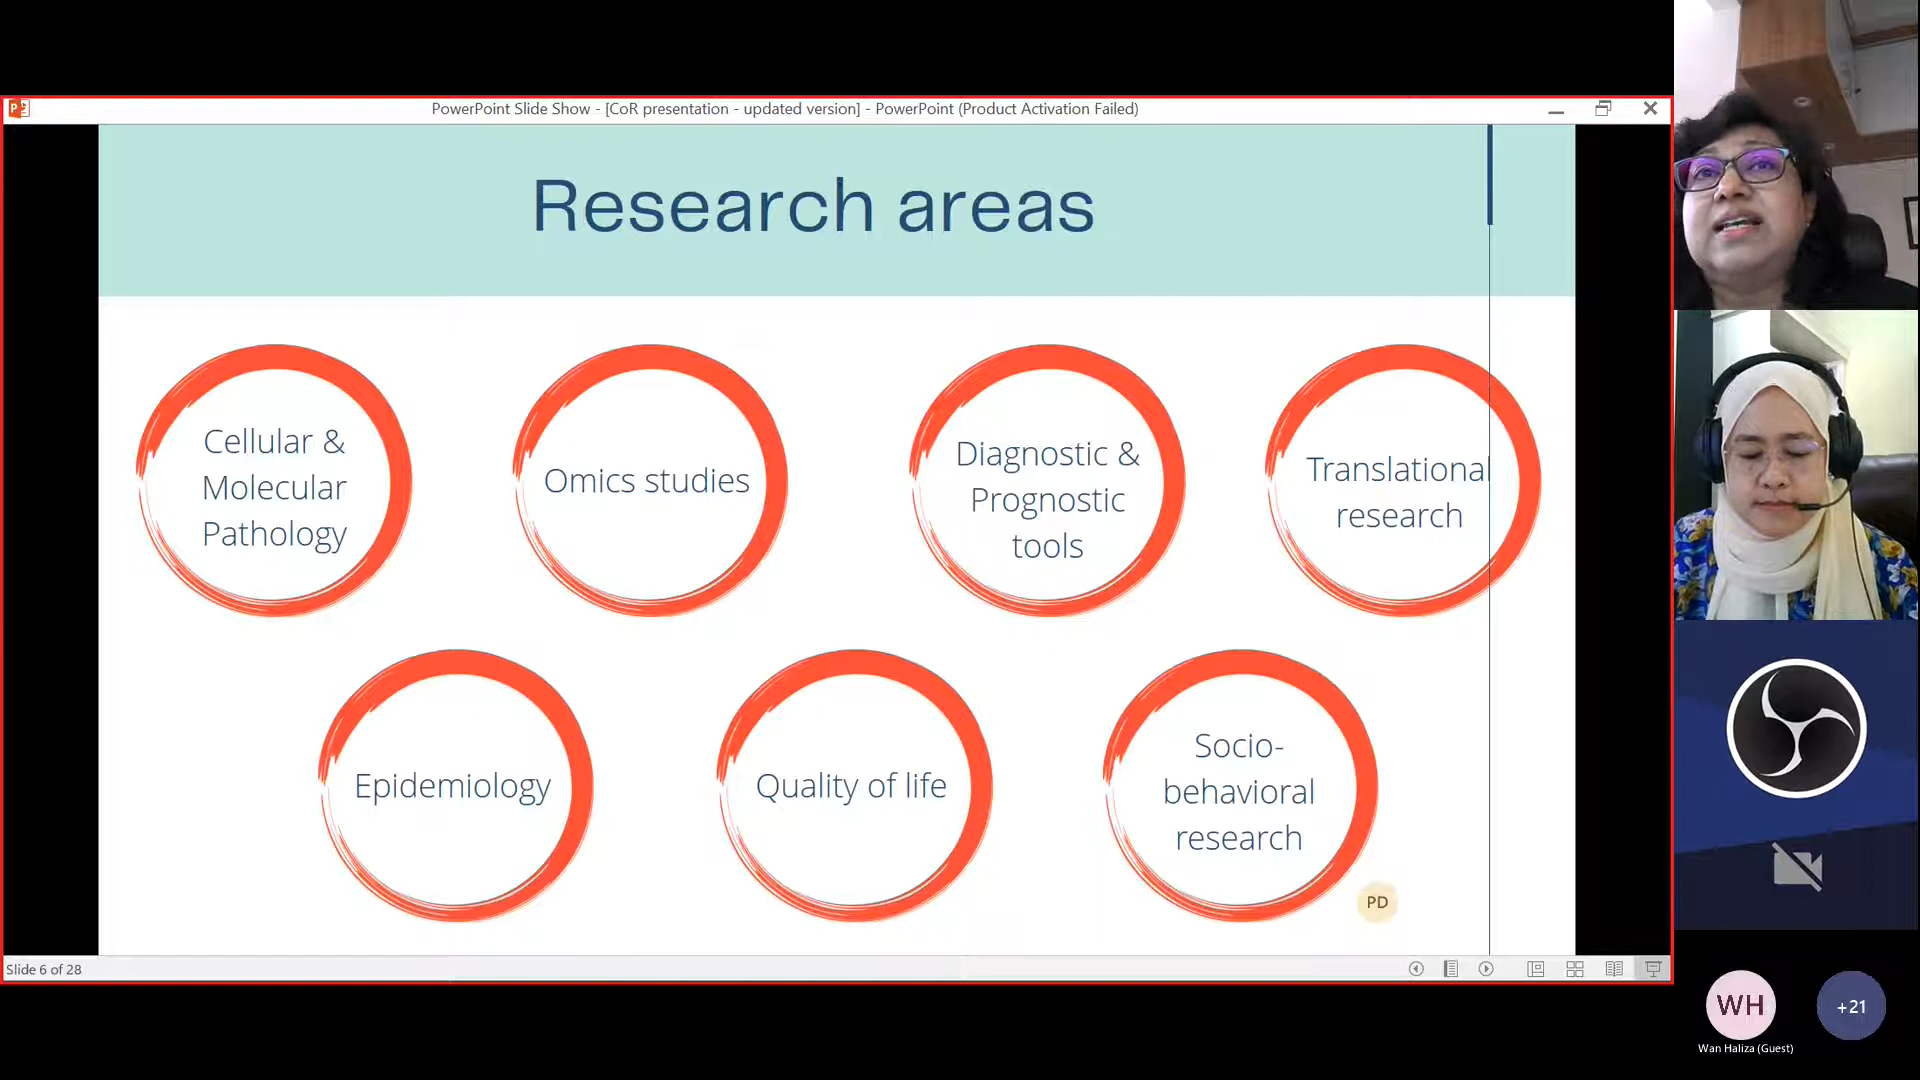 PowerPoint Slide Show - [CoR presentation - updated version] - PowerPoint (Product Activation Failed)
Research areas
Cellular &
Molecular
Pathology
Omics studies
Diagnostic &
Prognostic
tools
Translational
research
Epidemiology
Quality of life
Socio-
behavioral
research
PD
Slide 6 of 28
WH
+21
Wan Haliza (Guest)